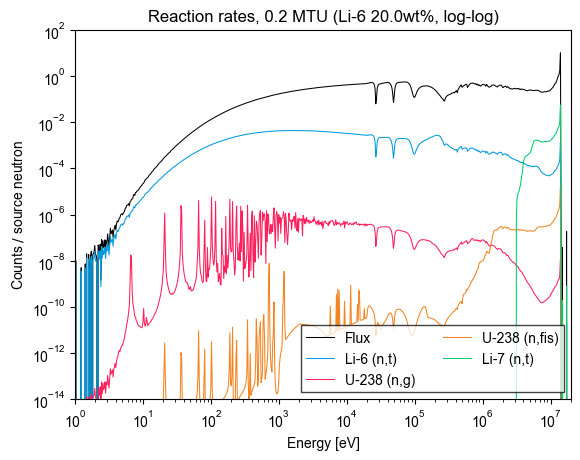 Reaction rates, 0.2 MTU (Li-6 20.0wt%, log-log)
Counts / source neutron
10^2
10^0
10^−2
10^−4
10^−6
10^−8
10^−10
10^−12
10^−14
Flux
Li-6 (n,t)
U-238 (n,g)
U-238 (n,fis)
Li-7 (n,t)
10^0 10^1 10^2 10^3 10^4 10^5 10^6 10^7
Energy [eV]